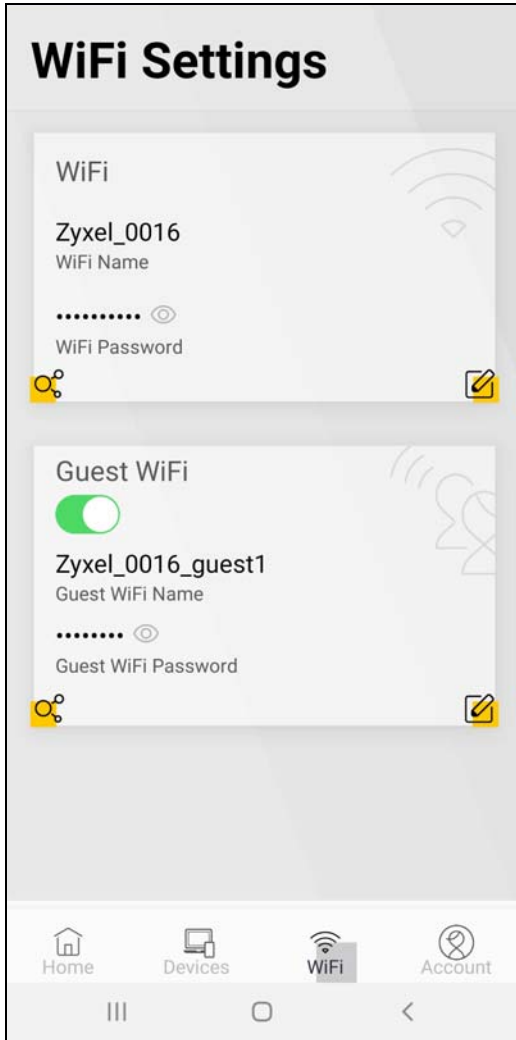 WiFi Settings
WiFi
Zyxel_0016
WiFi Name
••••••••••
WiFi Password
Guest WiFi
Zyxel_0016_guest1
Guest WiFi Name
••••••••
Guest WiFi Password
Home Devices WiFi Account